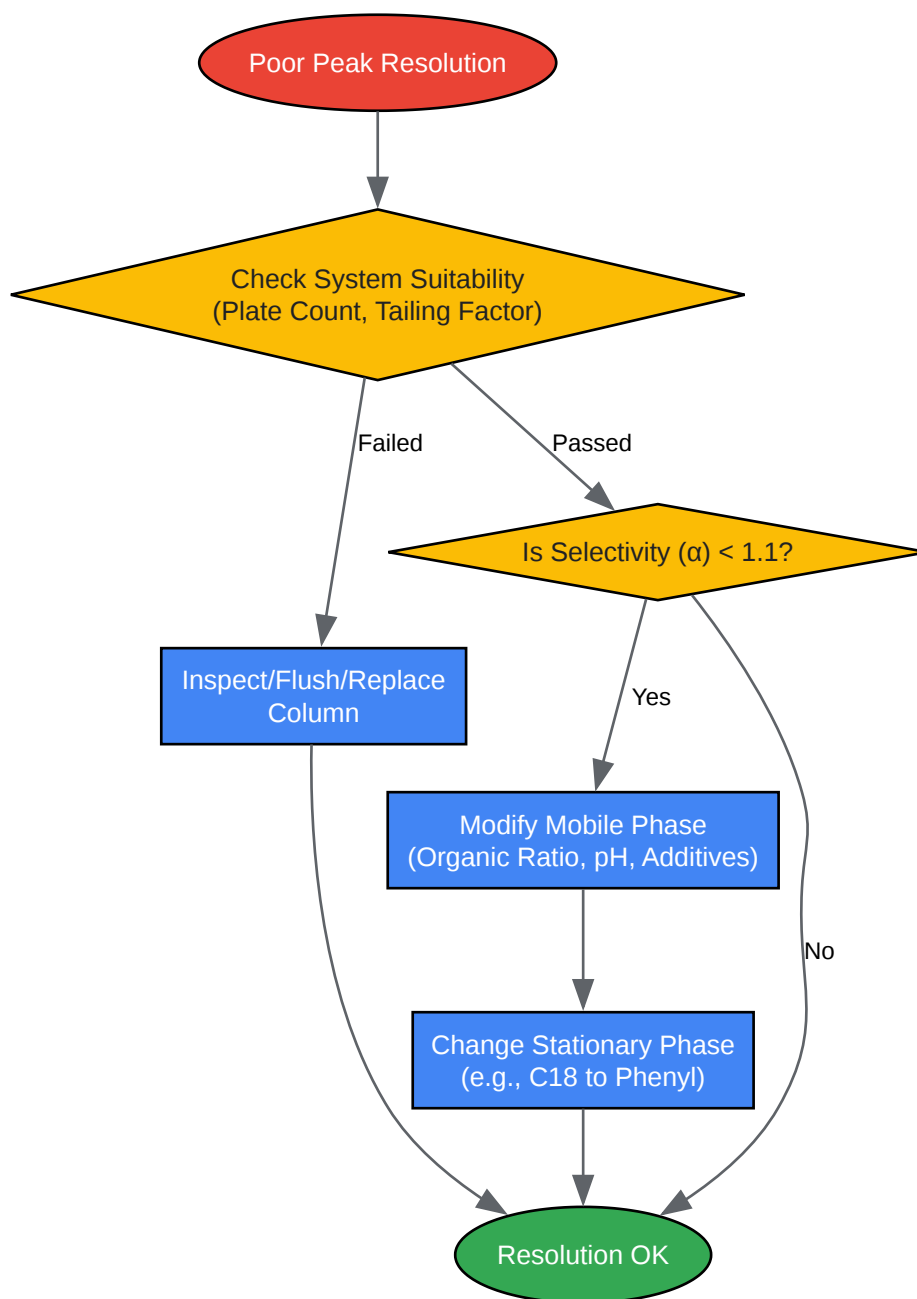 Poor Peak Resolution
Check System Suitability
(Plate Count, Tailing Factor)
Failed
Passed
Is Selectivity (α) < 1.1?
Inspect/Flush/Replace
Column
Yes
Modify Mobile Phase
(Organic Ratio, pH, Additives)
No
Change Stationary Phase
(e.g., C18 to Phenyl)
Resolution OK